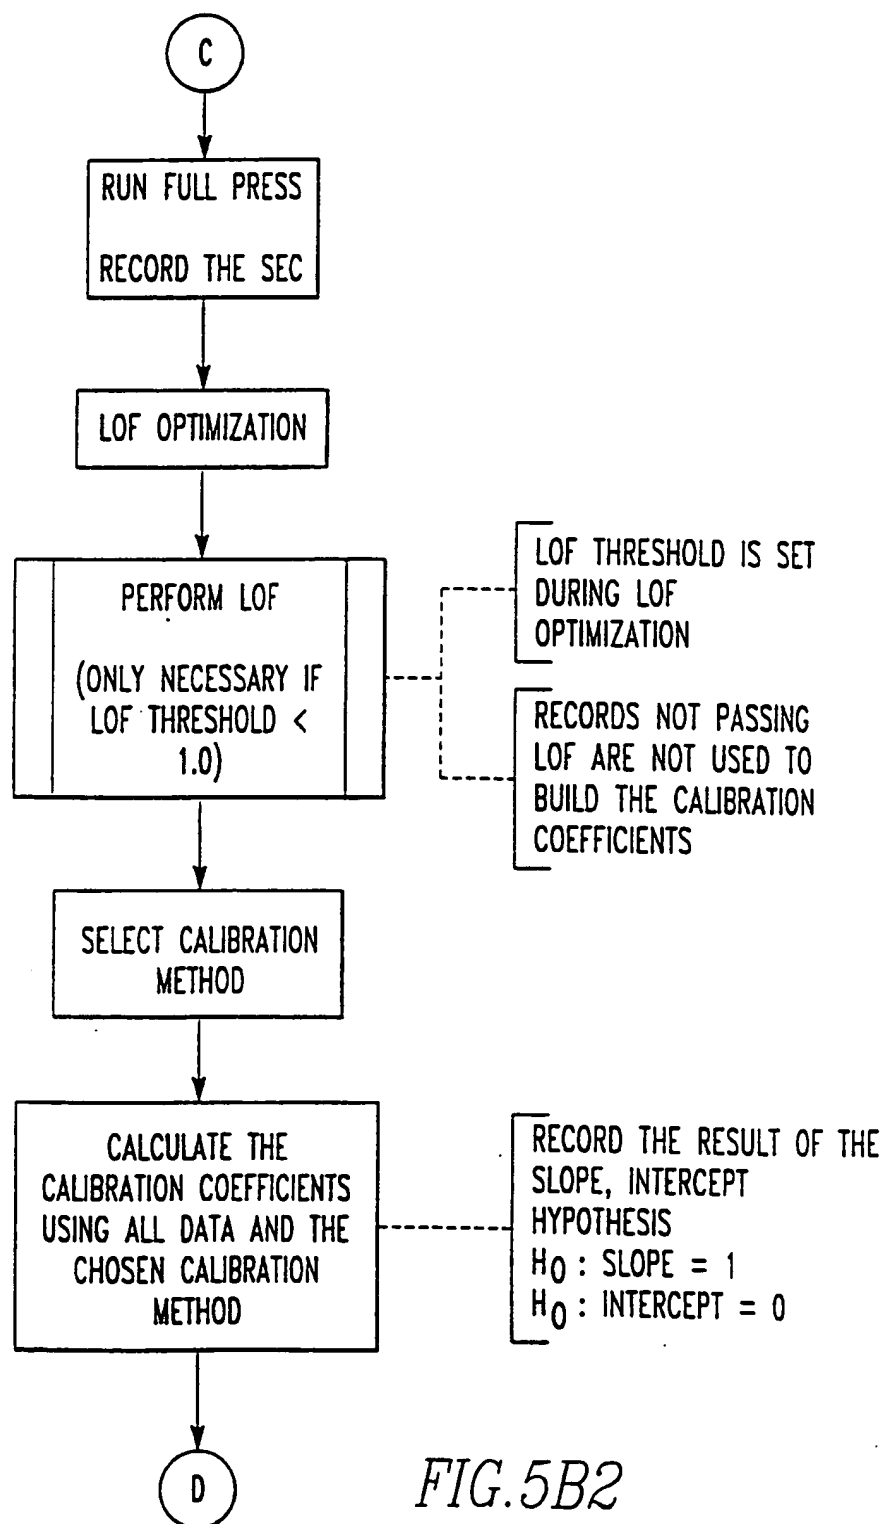 C
RUN FULL PRESS
RECORD THE SEC
LOF OPTIMIZATION
PERFORM LOF
(ONLY NECESSARY IF
LOF THRESHOLD <
1.0)
LOF THRESHOLD IS SET
DURING LOF
OPTIMIZATION
RECORDS NOT PASSING
LOF ARE NOT USED TO
BUILD THE CALIBRATION
COEFFICIENTS
SELECT CALIBRATION
METHOD
CALCULATE THE
CALIBRATION COEFFICIENTS
USING ALL DATA AND THE
CHOSEN CALIBRATION
METHOD
RECORD THE RESULT OF THE
SLOPE, INTERCEPT
HYPOTHESIS
H0 : SLOPE = 1
H0 : INTERCEPT = 0
D
FIG.5B2